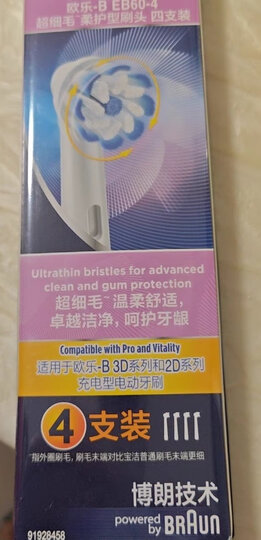 欧乐-B EB60-4
超细毛 柔护型刷头 四支装
Ultrathin bristles for advanced
clean and gum protection
超细毛 温柔舒适，
卓越洁净，呵护牙龈
Compatible with Pro and Vitality
适用于欧乐-B 3D系列和2D系列
充电型电动牙刷
4支装
*指外圈刷毛，刷毛末端对比宝洁普通刷毛末端更细
博朗技术
powered by BRAUN
91928458